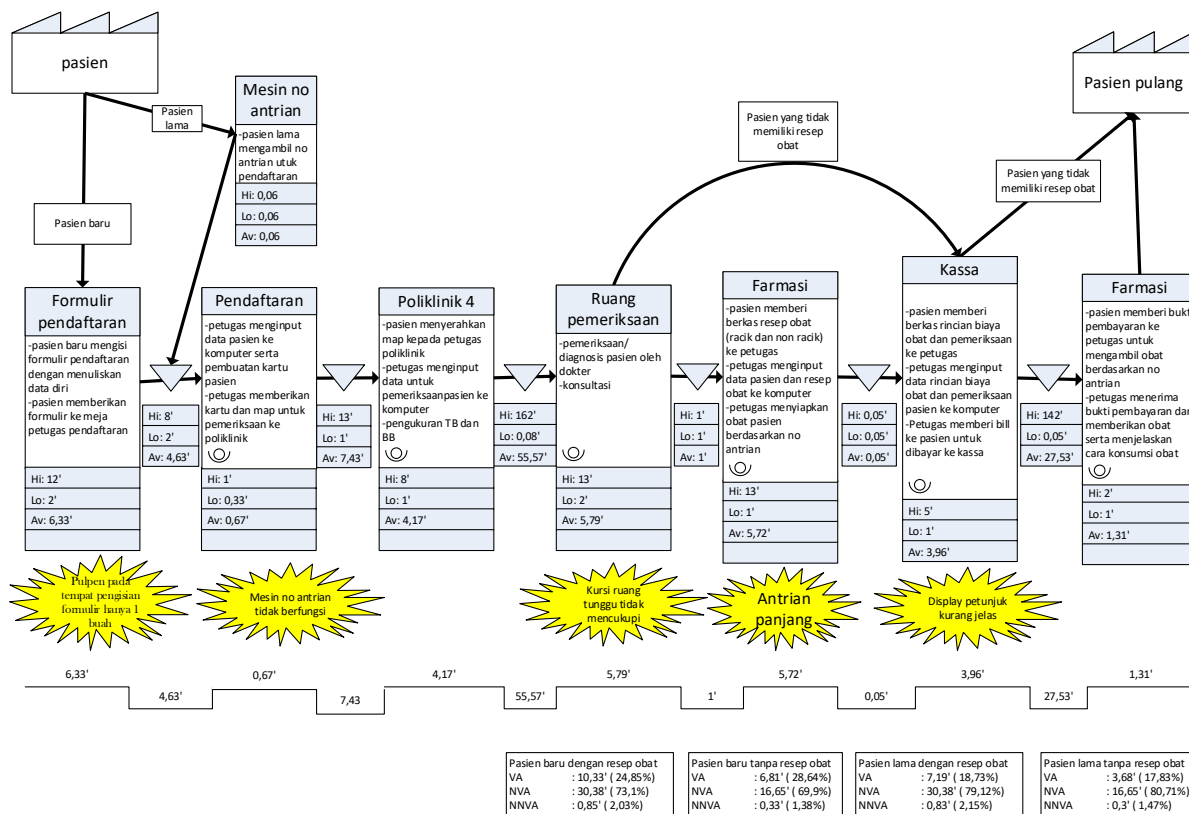 pasien
Pasien
lama
Pasien baru
Mesin no
antrian
-pasien lama
mengambil no
antrian utuk
pendaftaran
Hi: 0,06
Lo: 0,06
Av: 0,06
Pasien yang tidak
memiliki resep
obat
Pasien yang tidak
memiliki resep obat
Pasien pulang
Formulir
pendaftaran
-pasien baru mengisi
formulir pendaftaran
dengan menuliskan
data diri
-pasien memberikan
formulir ke meja
petugas pendaftaran
Hi: 12'
Lo: 2'
Av: 6,33'
Hi: 8'
Lo: 2'
Av: 4,63'
Pendaftaran
-petugas menginput
data pasien ke
komputer serta
pembuatan kartu
pasien
-petugas memberikan
kartu dan map untuk
pemeriksaan ke
poliklinik
Hi: 1'
Lo: 0,33'
Av: 0,67'
Hi: 13'
Lo: 1'
Av: 7,43'
Poliklinik 4
-pasien menyerahkan
map kepada petugas
poliklinik
-petugas menginput
data untuk
pemeriksaanpasien ke
komputer
-pengukuran TB dan
BB
Hi: 8'
Lo: 1'
Av: 4,17'
Hi: 162'
Lo: 0,08'
Av: 55,57'
Ruang
pemeriksaan
-pemeriksaan/
diagnosis pasien oleh
dokter
-konsultasi
Hi: 13'
Lo: 2'
Av: 5,79'
Hi: 1'
Lo: 1'
Av: 1'
Farmasi
-pasien memberi
berkas resep obat
(racik dan non racik)
ke petugas
-petugas menginput
data pasien dan resep
obat ke komputer
-petugas menyiapkan
obat pasien
berdasarkan no
antrian
Hi: 13'
Lo: 1'
Av: 5,72'
Hi: 0,05'
Lo: 0,05'
Av: 0,05'
Kassa
-pasien memberi
berkas rincian biaya
obat dan pemeriksaan
ke petugas
-petugas menginput
data rincian biaya
obat dan pemeriksaan
pasien ke komputer
-Petugas memberi bill
ke pasien untuk
dibayar ke kassa
Hi: 5'
Lo: 1'
Av: 3,96'
Hi: 142'
Lo: 0,05'
Av: 27,53'
Farmasi
-pasien memberi bukt
pembayaran ke
petugas untuk
mengambil obat
berdasarkan no
antrian
-petugas menerima
bukti pembayaran dar
memberikan obat
serta menjelaskan
cara konsumsi obat
Hi: 2'
Lo: 1'
Av: 1,31'
Pulpen pada
tempat pengisian
formulir hanya 1
buah
Mesin no antrian
tidak berfungsi
Kursi ruang
tunggu tidak
mencukupi
Antrian
panjang
Display petunjuk
kurang jelas
6,33'
4,63'
0,67'
7,43
4,17'
55,57'
5,79'
1'
5,72'
0,05'
3,96'
27,53'
1,31'
Pasien baru dengan resep obat
VA : 10,33' ( 24,85%)
NVA : 30,38' ( 73,1%)
NNVA : 0,85' ( 2,03%)
Pasien baru tanpa resep obat
VA : 6,81' ( 28,64%)
NVA : 16,65' ( 69,9%)
NNVA : 0,33' ( 1,38%)
Pasien lama dengan resep obat
VA : 7,19' ( 18,73%)
NVA : 30,38' ( 79,12%)
NNVA : 0,83' ( 2,15%)
Pasien lama tanpa resep obat
VA : 3,68' ( 17,83%)
NVA : 16,65' ( 80,71%)
NNVA : 0,3' ( 1,47%)